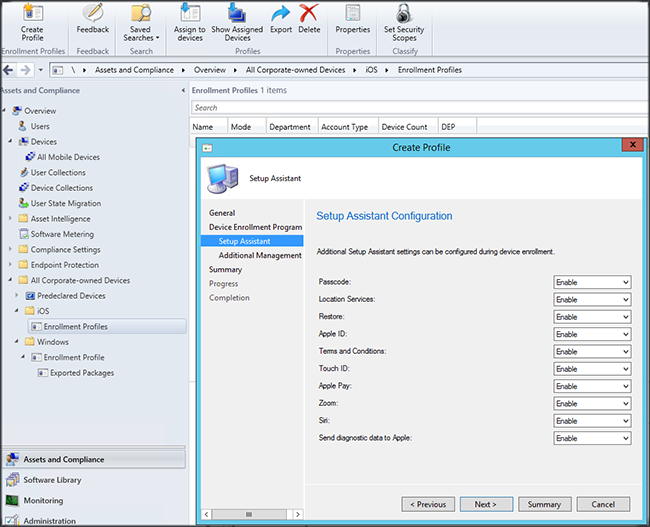 Create
Profile
Feedback
Saved
Searches
Assign to
devices
Show Assigned
Devices
Export
Delete
Properties
Set Security
Scopes
Enrollment Profiles
Feedback
Search
Profiles
Properties
Classify
\ Assets and Compliance Overview All Corporate-owned Devices iOS Enrollment Profiles
Assets and Compliance
Overview
Users
Devices
All Mobile Devices
User Collections
Device Collections
User State Migration
Asset Intelligence
Software Metering
Compliance Settings
Endpoint Protection
All Corporate-owned Devices
Predeclared Devices
iOS
Enrollment Profiles
Windows
Enrollment Profile
Exported Packages
Assets and Compliance
Software Library
Monitoring
Administration
Enrollment Profiles 1 items
Search
Name Mode Department Account Type Device Count DEP
Create Profile
x
Setup Assistant
General
Device Enrollment Program
Setup Assistant
Additional Management
Summary
Progress
Completion
Setup Assistant Configuration
Additional Setup Assistant settings can be configured during device enrollment.
Passcode: Enable
Location Services: Enable
Restore: Enable
Apple ID: Enable
Terms and Conditions: Enable
Touch ID: Enable
Apple Pay: Enable
Zoom: Enable
Siri: Enable
Send diagnostic data to Apple: Enable
< Previous Next > Summary Cancel